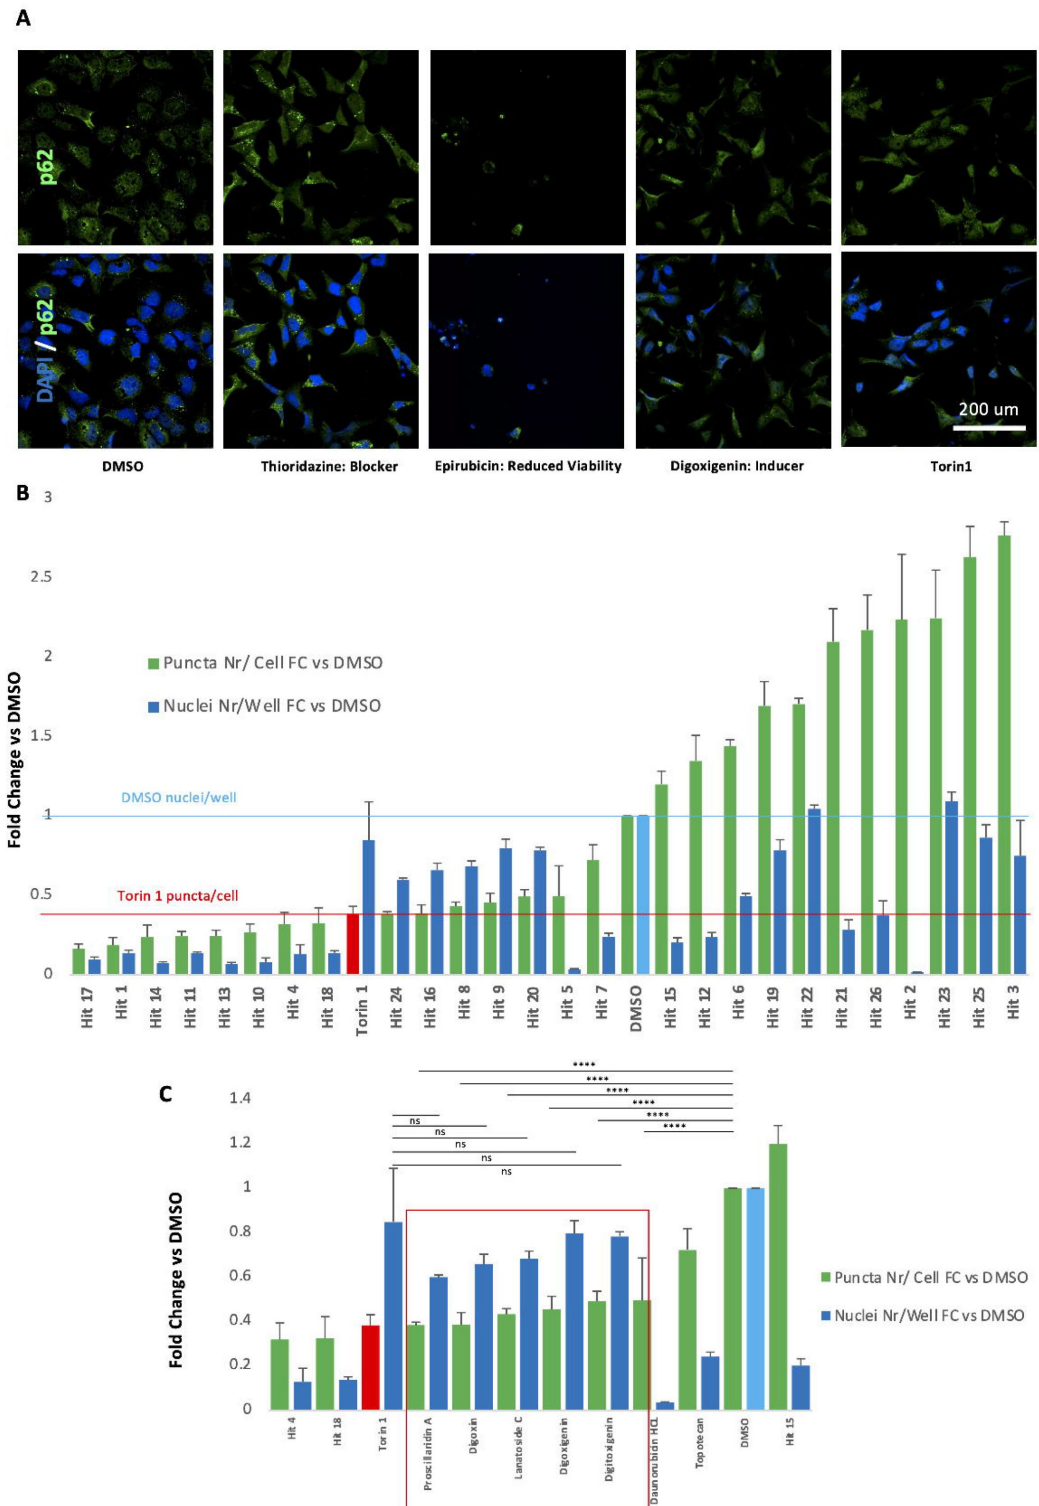 A
p62
DAPI/p62
200 um
DMSO
Thioridazine: Blocker
Epirubicin: Reduced Viability
Digoxigenin: Inducer
Torin1
B
Fold Change vs DMSO
3
2.5
2
1.5
1
0.5
0
Puncta Nr/ Cell FC vs DMSO
Nuclei Nr/Well FC vs DMSO
DMSO nuclei/well
Torin 1 puncta/cell
Hit 17
Hit 1
Hit 14
Hit 11
Hit 13
Hit 10
Hit 4
Hit 18
Torin 1
Hit 24
Hit 16
Hit 8
Hit 9
Hit 20
Hit 5
Hit 7
DMSO
Hit 15
Hit 12
Hit 6
Hit 19
Hit 22
Hit 21
Hit 26
Hit 2
Hit 23
Hit 25
Hit 3
C
Fold Change vs DMSO
1.4
1.2
1
0.8
0.6
0.4
0.2
0
****
****
****
****
****
****
ns
ns
ns
ns
ns
Puncta Nr/ Cell FC vs DMSO
Nuclei Nr/Well FC vs DMSO
Hit 4
Hit 18
Torin 1
Proscillaridin A
Digoxin
Lanatoside C
Digoxigenin
Digitoxigenin
Daunorubicin HCL
Topotecan
DMSO
Hit 15